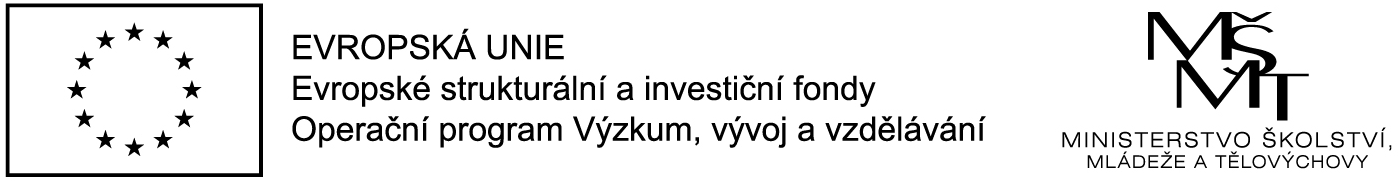 EVROPSKÁ UNIE
Evropské strukturální a investiční fondy
Operační program Výzkum, vývoj a vzdělávání
MŠ
MT
MINISTERSTVO ŠKOLSTVÍ,
MLÁDEŽE A TĚLOVÝCHOVY